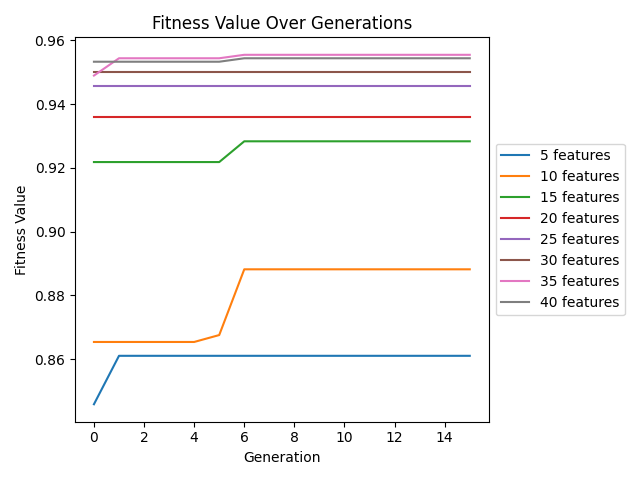 Fitness Value Over Generations
0.96
0.94
0.92
0.90
0.88
0.86
Fitness Value
0 2 4 6 8 10 12 14
Generation
5 features
10 features
15 features
20 features
25 features
30 features
35 features
40 features